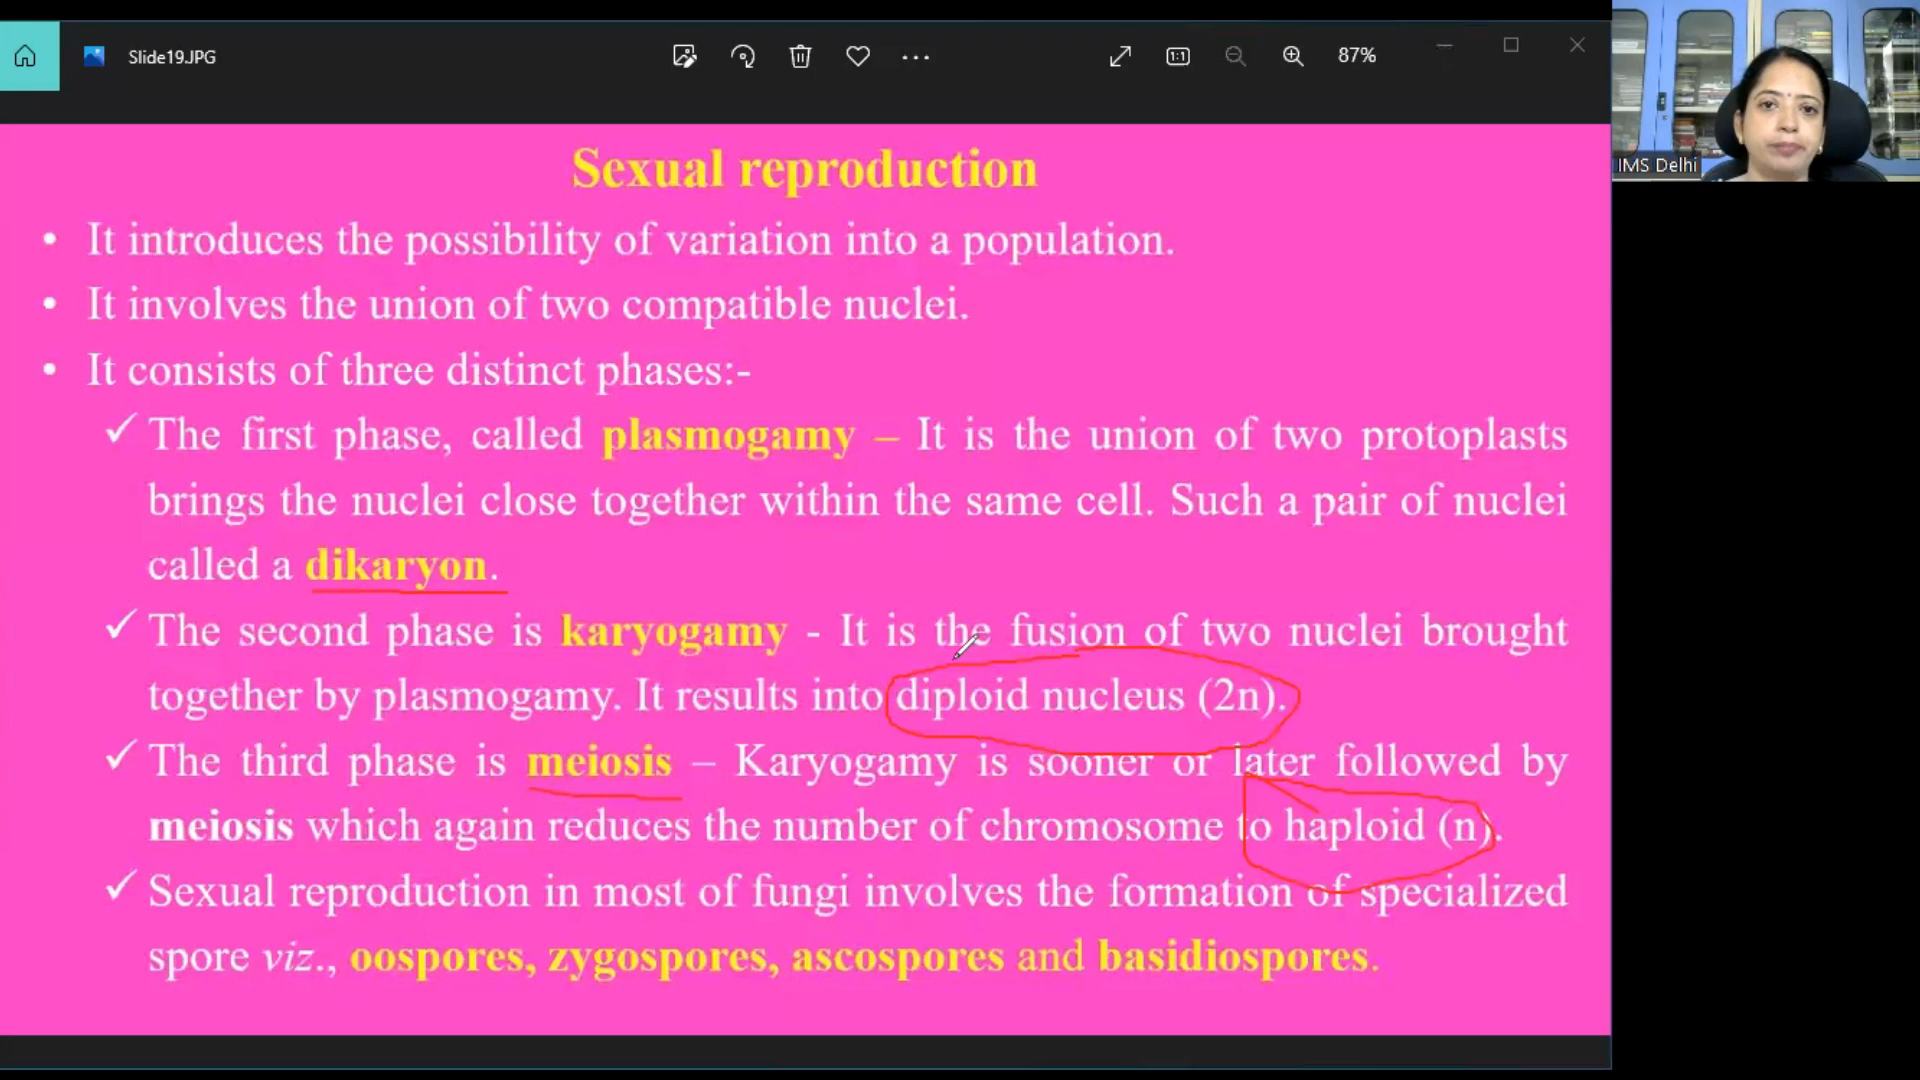 Slide19.JPG
87%
IMS Delhi
Sexual reproduction
• It introduces the possibility of variation into a population.
• It involves the union of two compatible nuclei.
• It consists of three distinct phases:-
✓ The first phase, called plasmogamy – It is the union of two protoplasts
brings the nuclei close together within the same cell. Such a pair of nuclei
called a dikaryon.
✓ The second phase is karyogamy - It is the fusion of two nuclei brought
together by plasmogamy. It results into diploid nucleus (2n).
✓ The third phase is meiosis – Karyogamy is sooner or later followed by
meiosis which again reduces the number of chromosome to haploid (n).
✓ Sexual reproduction in most of fungi involves the formation of specialized
spore viz., oospores, zygospores, ascospores and basidiospores.